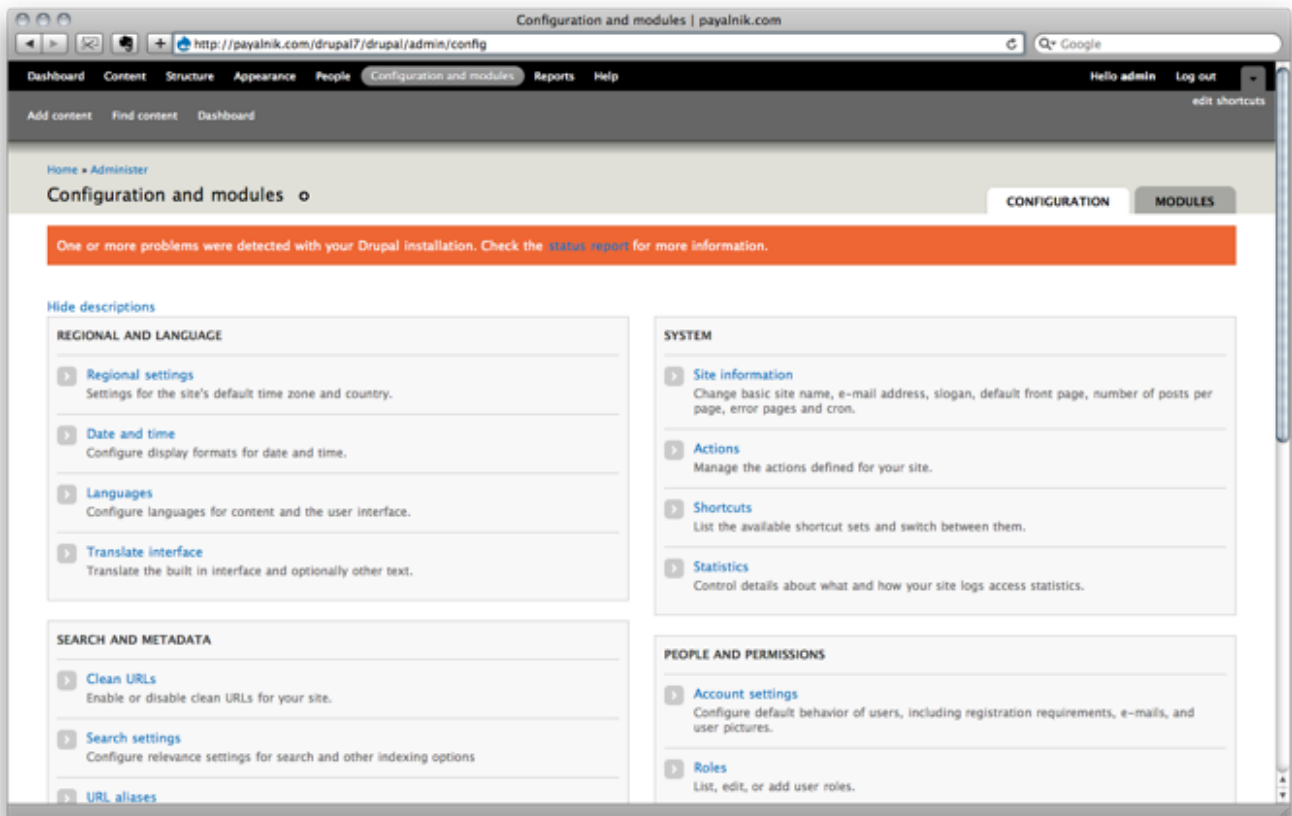 Configuration and modules | payalnik.com
http://payalnik.com/drupal7/drupal/admin/config
Google
Dashboard Content Structure Appearance People Configuration and modules Reports Help Hello admin Log out
edit shortcuts
Add content Find content Dashboard
Home » Administer
Configuration and modules
CONFIGURATION MODULES
One or more problems were detected with your Drupal installation. Check the status report for more information.
Hide descriptions
REGIONAL AND LANGUAGE
Regional settings
Settings for the site's default time zone and country.
Date and time
Configure display formats for date and time.
Languages
Configure languages for content and the user interface.
Translate interface
Translate the built in interface and optionally other text.
SEARCH AND METADATA
Clean URLs
Enable or disable clean URLs for your site.
Search settings
Configure relevance settings for search and other indexing options
URL aliases
SYSTEM
Site information
Change basic site name, e-mail address, slogan, default front page, number of posts per
page, error pages and cron.
Actions
Manage the actions defined for your site.
Shortcuts
List the available shortcut sets and switch between them.
Statistics
Control details about what and how your site logs access statistics.
PEOPLE AND PERMISSIONS
Account settings
Configure default behavior of users, including registration requirements, e-mails, and
user pictures.
Roles
List, edit, or add user roles.